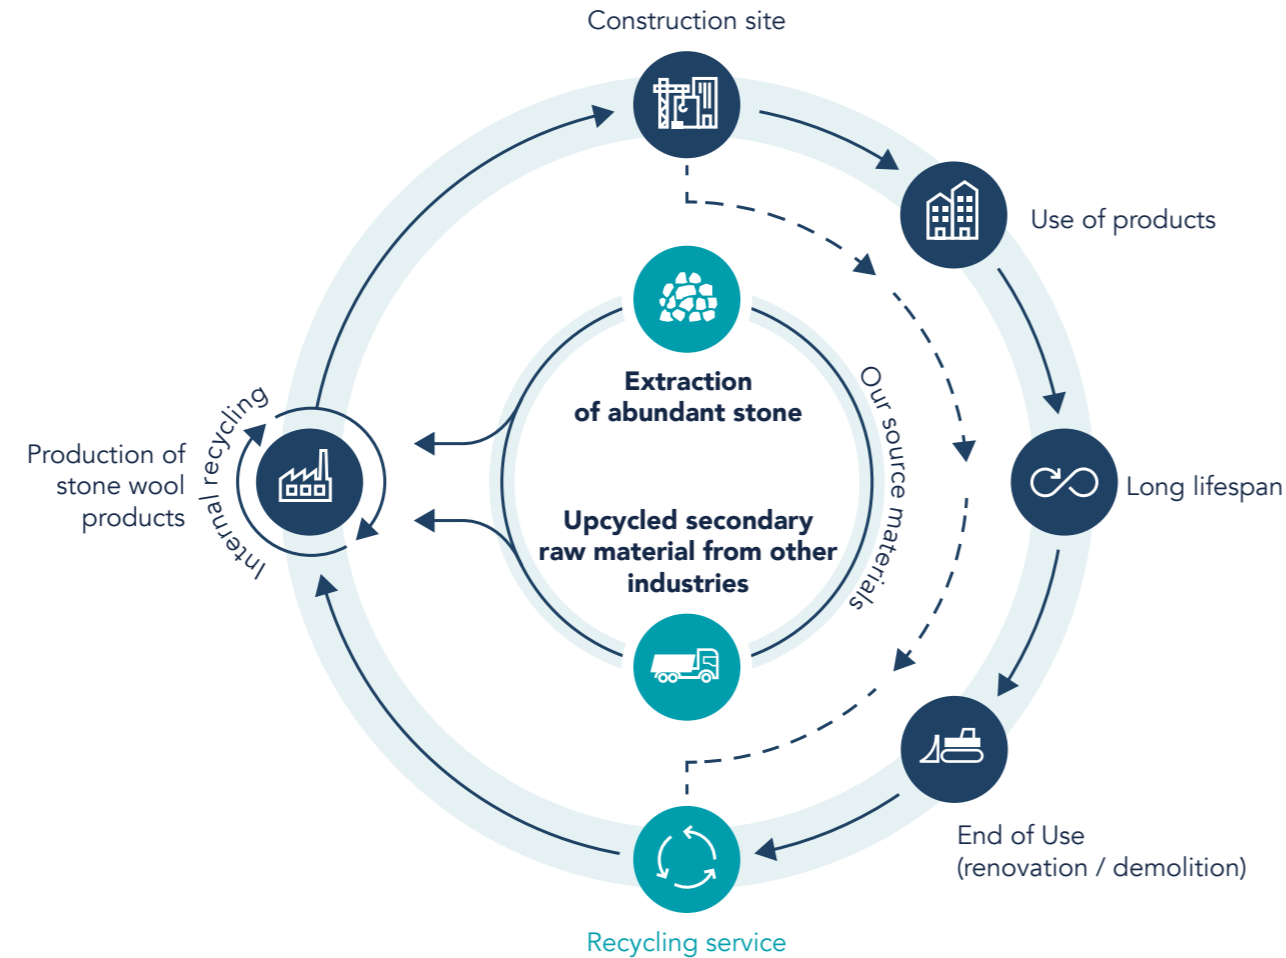 Construction site
Use of products
Extraction
of abundant stone
Our source materials
Internal recycling
Production of
stone wool
products
Long lifespan
Upcycled secondary
raw material from other
industries
End of Use
(renovation / demolition)
Recycling service